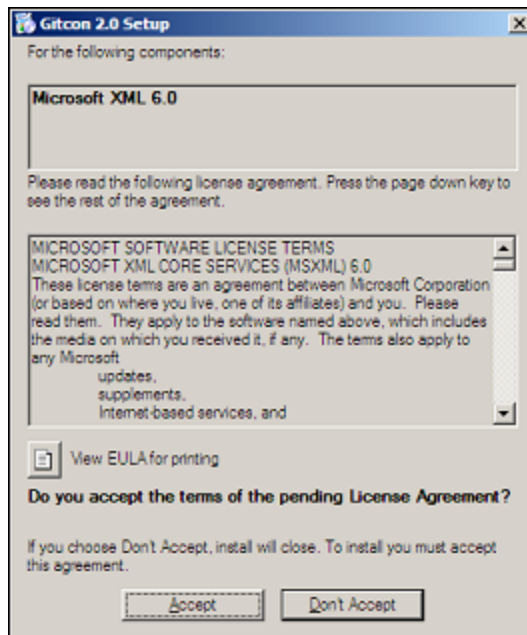 Gitcon 2.0 Setup
For the following components:
Microsoft XML 6.0
Please read the following license agreement. Press the page down key to
see the rest of the agreement.
MICROSOFT SOFTWARE LICENSE TERMS
MICROSOFT XML CORE SERVICES (MSXML) 6.0
These license terms are an agreement between Microsoft Corporation
(or based on where you live, one of its affiliates) and you. Please
read them. They apply to the software named above, which includes
the media on which you received it, if any. The terms also apply to
any Microsoft
updates,
supplements,
Internet-based services, and
View EULA for printing
Do you accept the terms of the pending License Agreement?
If you choose Don't Accept, install will close. To install you must accept
this agreement.
Accept
Don't Accept